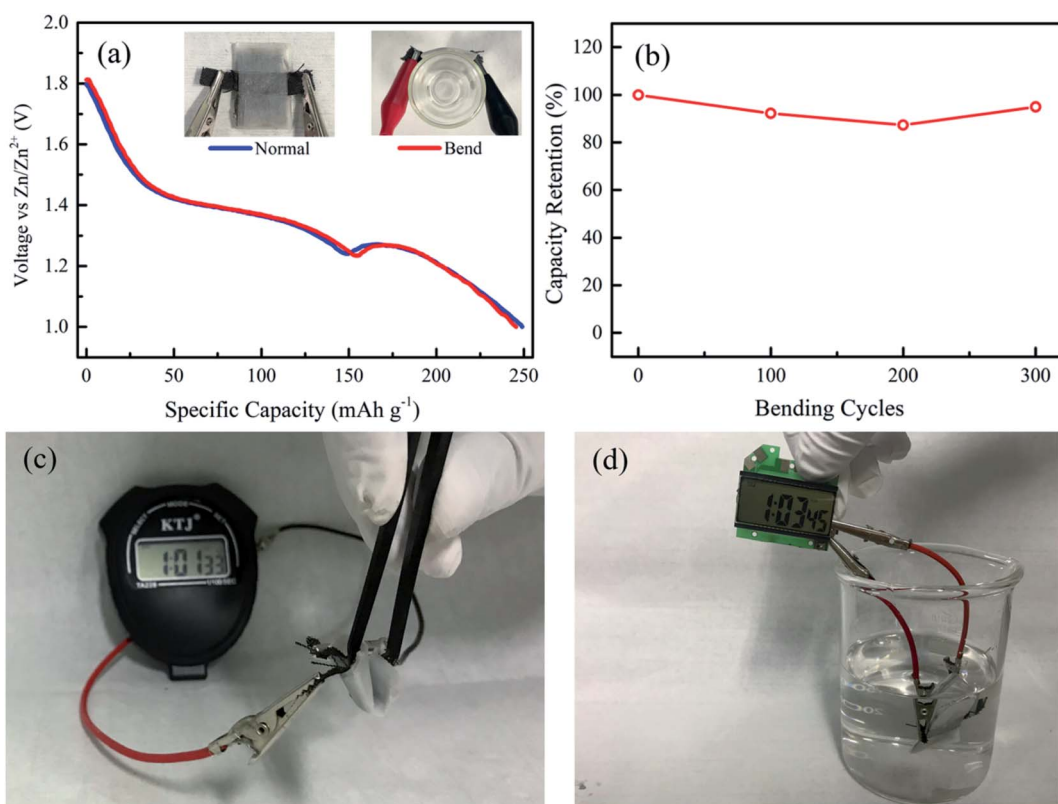 (a)
2.0
1.8
1.6
1.4
1.2
1.0
Voltage vs Zn/Zn²⁺ (V)
Normal
Bend
0 50 100 150 200 250
Specific Capacity (mAh g⁻¹)
(b)
120
100
80
60
40
20
0
Capacity Retention (%)
0 100 200 300
Bending Cycles
(c)
MODE
KTJ®
1:01 33
(d)
1:03 45